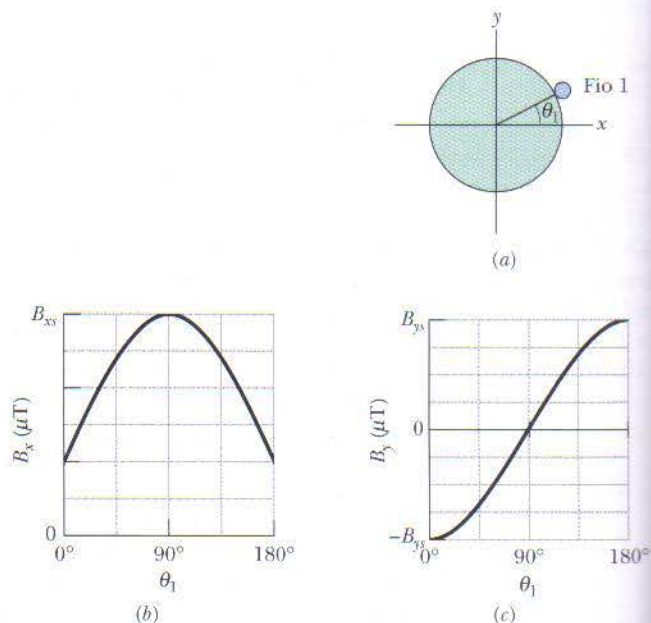 y
Fio 1
θ1
x
(a)
Bxs
Bx (μT)
0
0° 90° 180°
θ1
(b)
Bys
By (μT)
0
−Bys
0° 90° 180°
θ1
(c)